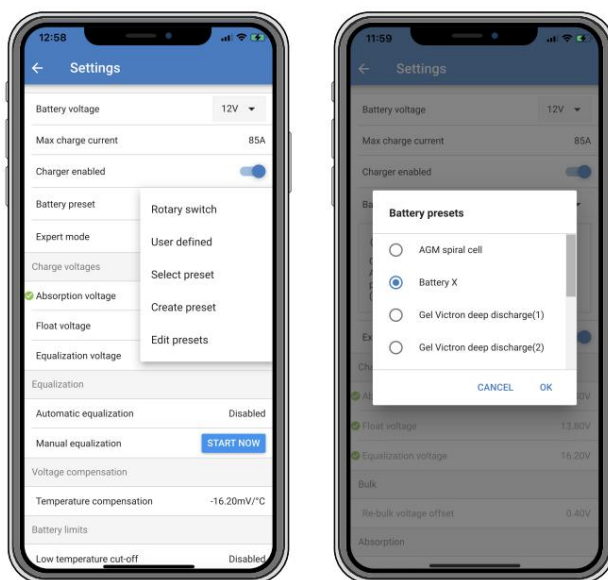 12:58
Settings
Battery voltage 12V
Max charge current 85A
Charger enabled
Battery preset
Expert mode
Rotary switch
User defined
Select preset
Create preset
Edit presets
Charge voltages
Absorption voltage
Float voltage
Equalization voltage
Equalization
Automatic equalization Disabled
Manual equalization START NOW
Voltage compensation
Temperature compensation -16.20mV/°C
Battery limits
Low temperature cut-off Disabled
11:59
Settings
Battery voltage 12V
Max charge current 85A
Charger enabled
Ba
Battery presets
AGM spiral cell
Battery X
Gel Victron deep discharge(1)
Gel Victron deep discharge(2)
CANCEL OK
Ex
Ch
Ab
Float voltage 13.80V
Equalization voltage 16.20V
Bulk
Re-bulk voltage offset 0.40V
Absorption